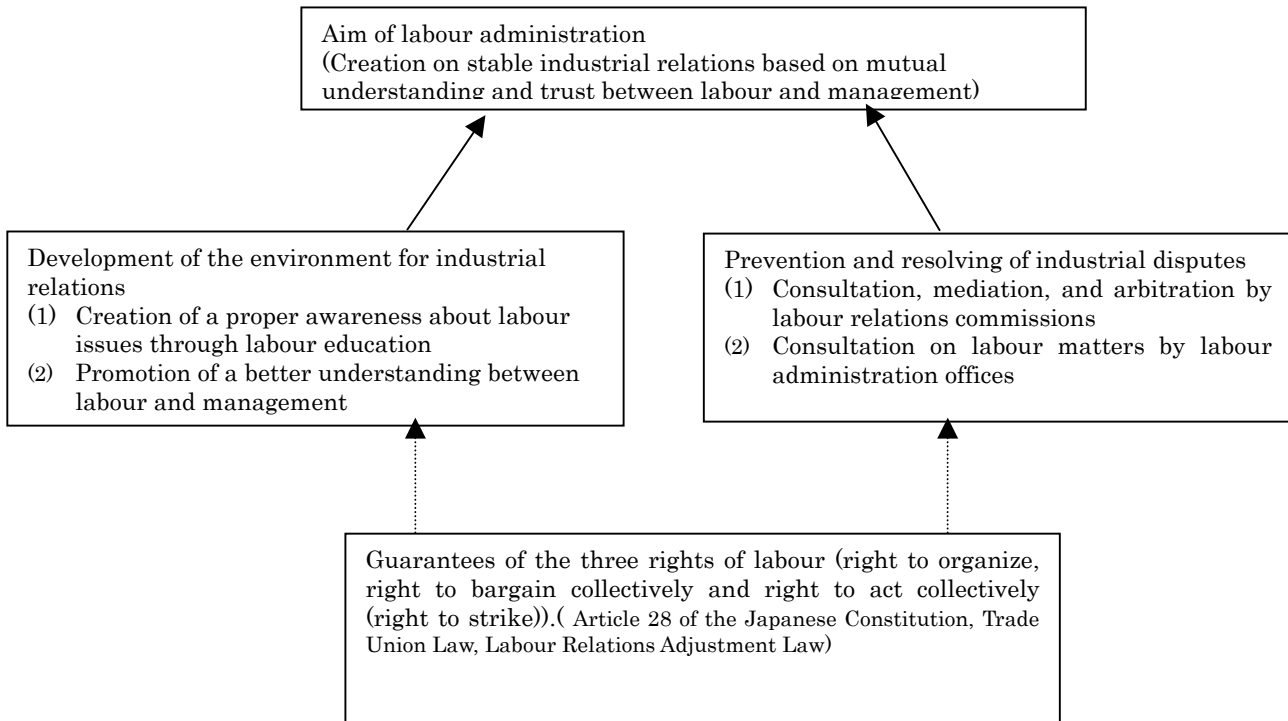 Aim of labour administration
(Creation on stable industrial relations based on mutual
understanding and trust between labour and management)
Development of the environment for industrial
relations
(1) Creation of a proper awareness about labour
issues through labour education
(2) Promotion of a better understanding between
labour and management
Prevention and resolving of industrial disputes
(1) Consultation, mediation, and arbitration by
labour relations commissions
(2) Consultation on labour matters by labour
administration offices
Guarantees of the three rights of labour (right to organize,
right to bargain collectively and right to act collectively
(right to strike)).( Article 28 of the Japanese Constitution, Trade
Union Law, Labour Relations Adjustment Law)